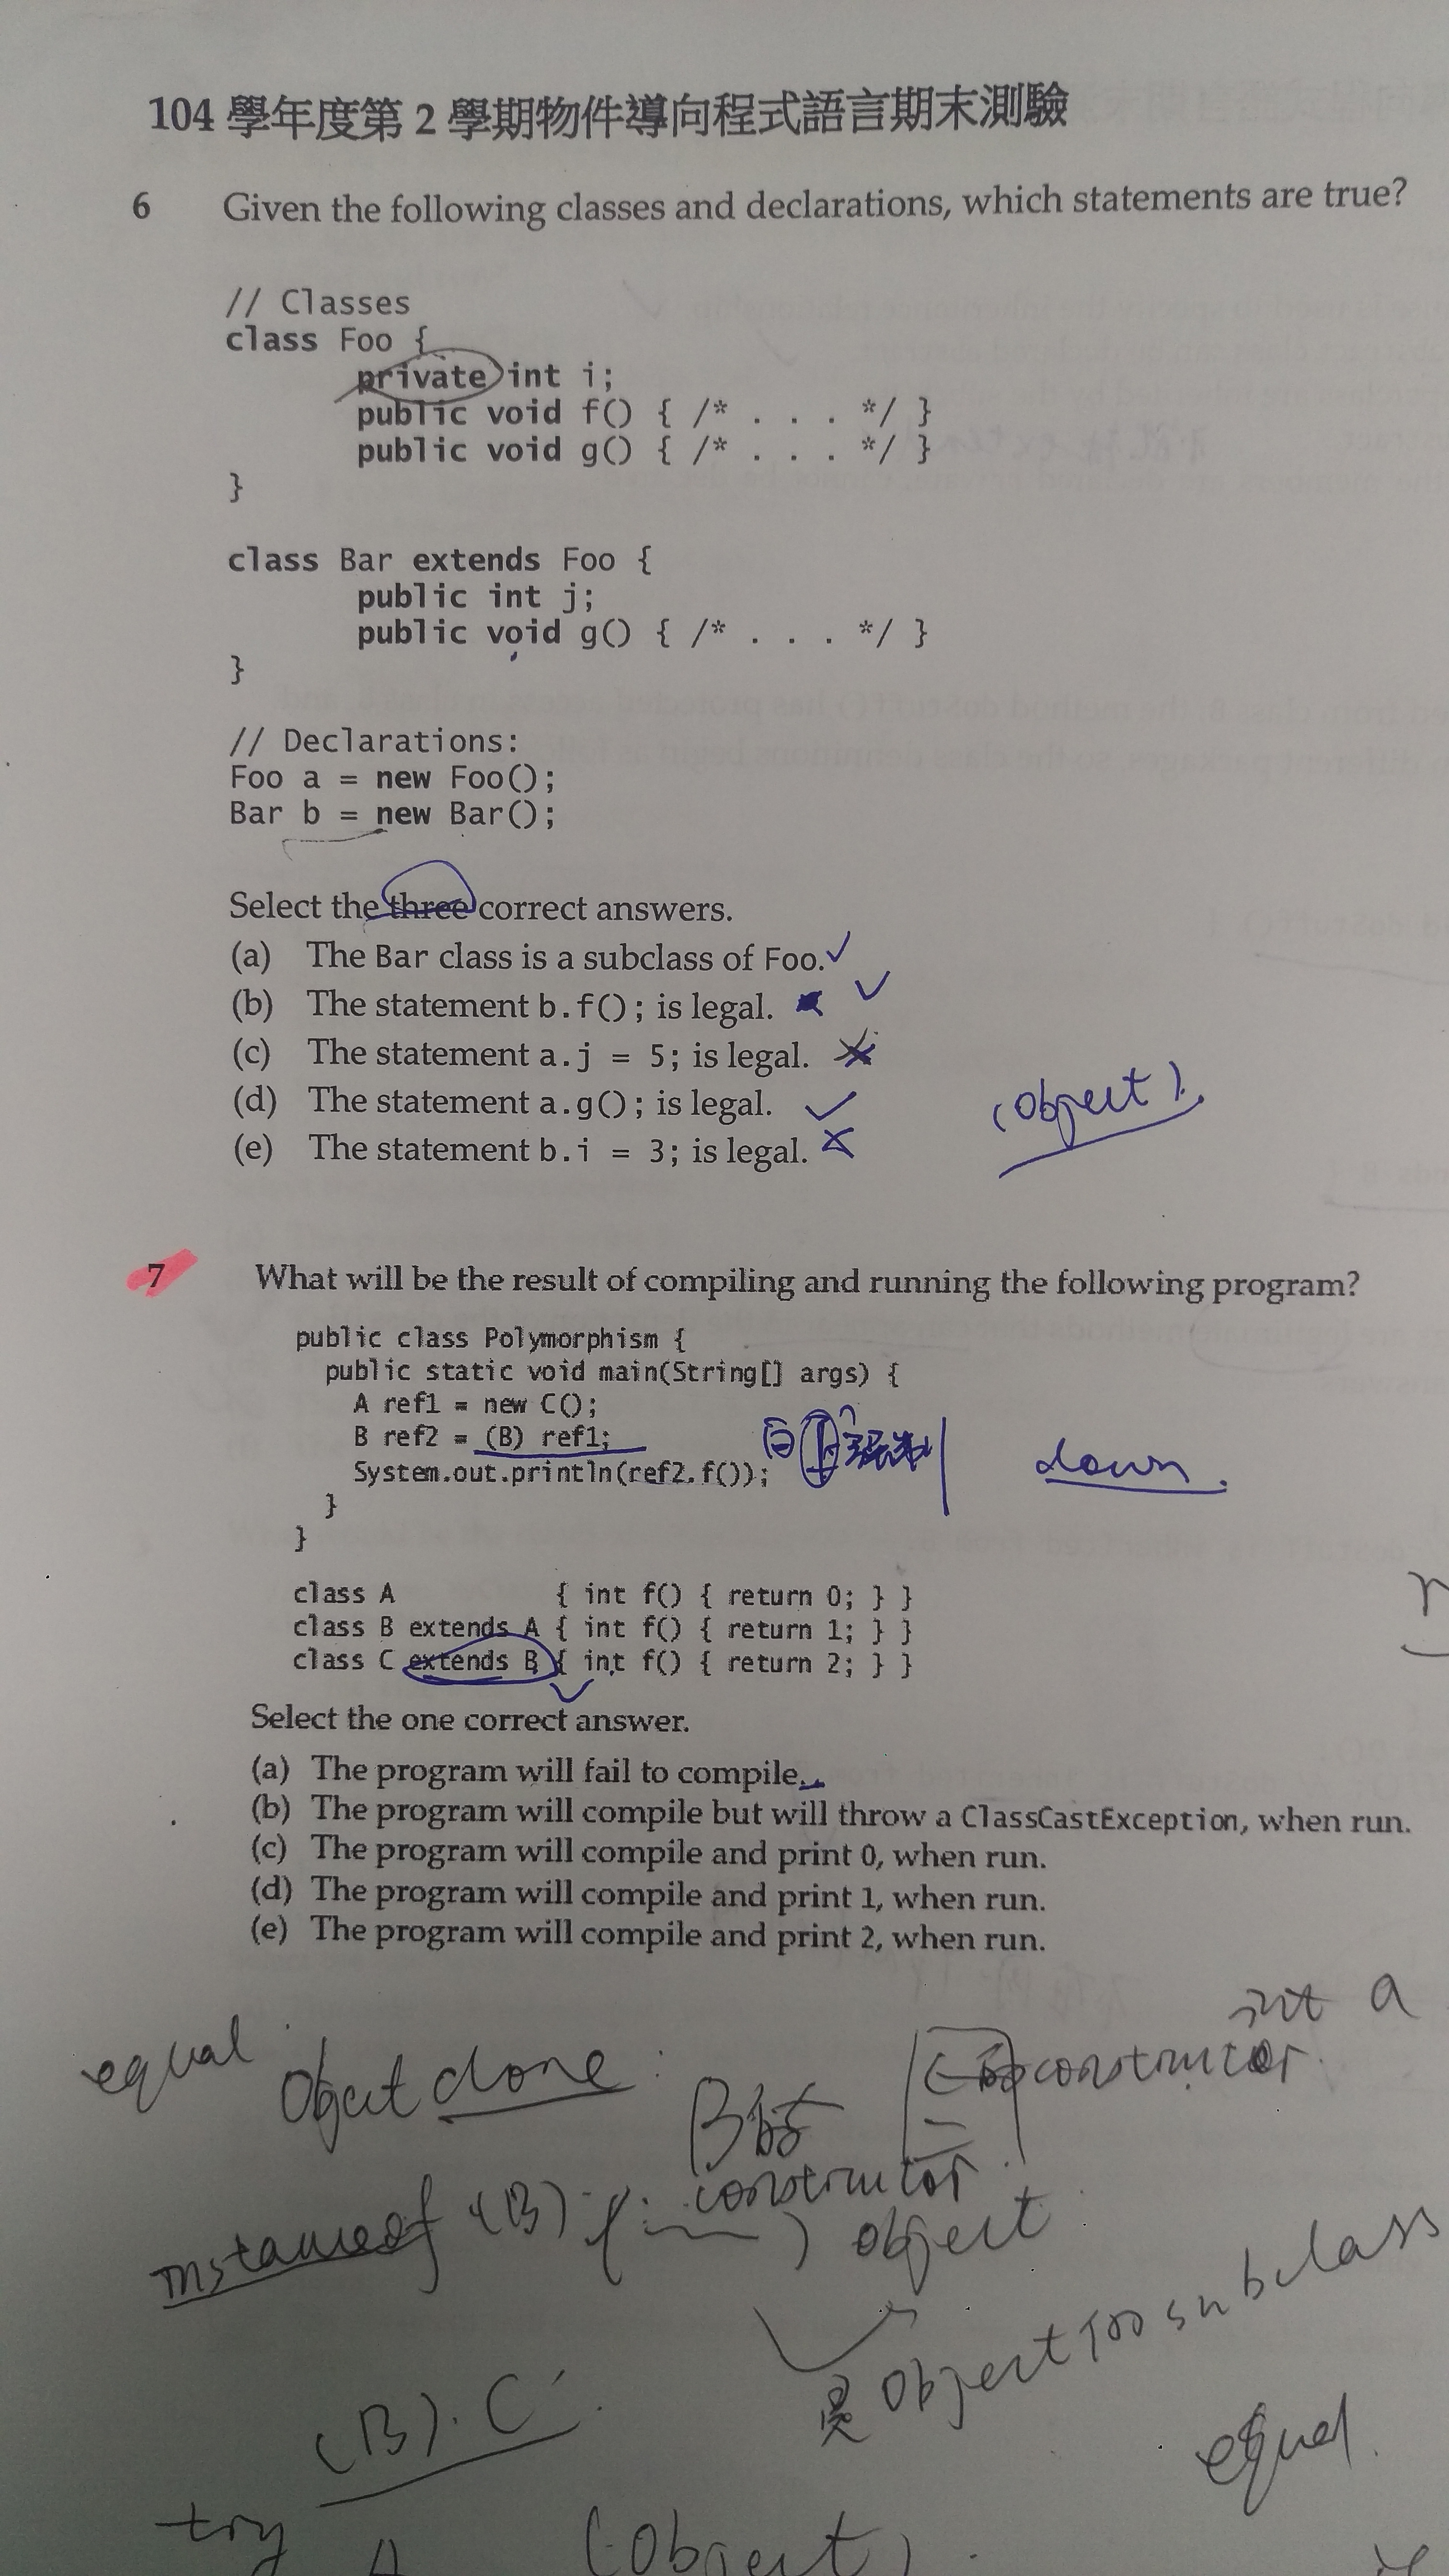 104 學年度第 2 學期物件導向程式語言期末測驗
6 Given the following classes and declarations, which statements are true?
// Classes
class Foo {
private int i;
public void f() { /* . . . */ }
public void g() { /* . . . */ }
}
class Bar extends Foo {
public int j;
public void g() { /* . . . */ }
}
// Declarations:
Foo a = new Foo();
Bar b = new Bar();
Select the three correct answers.
(a) The Bar class is a subclass of Foo.
(b) The statement b.f(); is legal.
(c) The statement a.j = 5; is legal.
(d) The statement a.g(); is legal.
(object).
(e) The statement b.i = 3; is legal.
7 What will be the result of compiling and running the following program?
public class Polymorphism {
public static void main(String[] args) {
A ref1 = new C();
B ref2 = (B) ref1;
down.
System.out.println(ref2.f());
}
}
class A { int f() { return 0; } }
class B extends A { int f() { return 1; } }
class C extends B { int f() { return 2; } }
Select the one correct answer.
(a) The program will fail to compile.
(b) The program will compile but will throw a ClassCastException, when run.
(c) The program will compile and print 0, when run.
(d) The program will compile and print 1, when run.
(e) The program will compile and print 2, when run.
int a
equal
Object clone
constructor.
constructor
instanceof (B) object
Object subclass
(B). C
equal.
try
(Object).